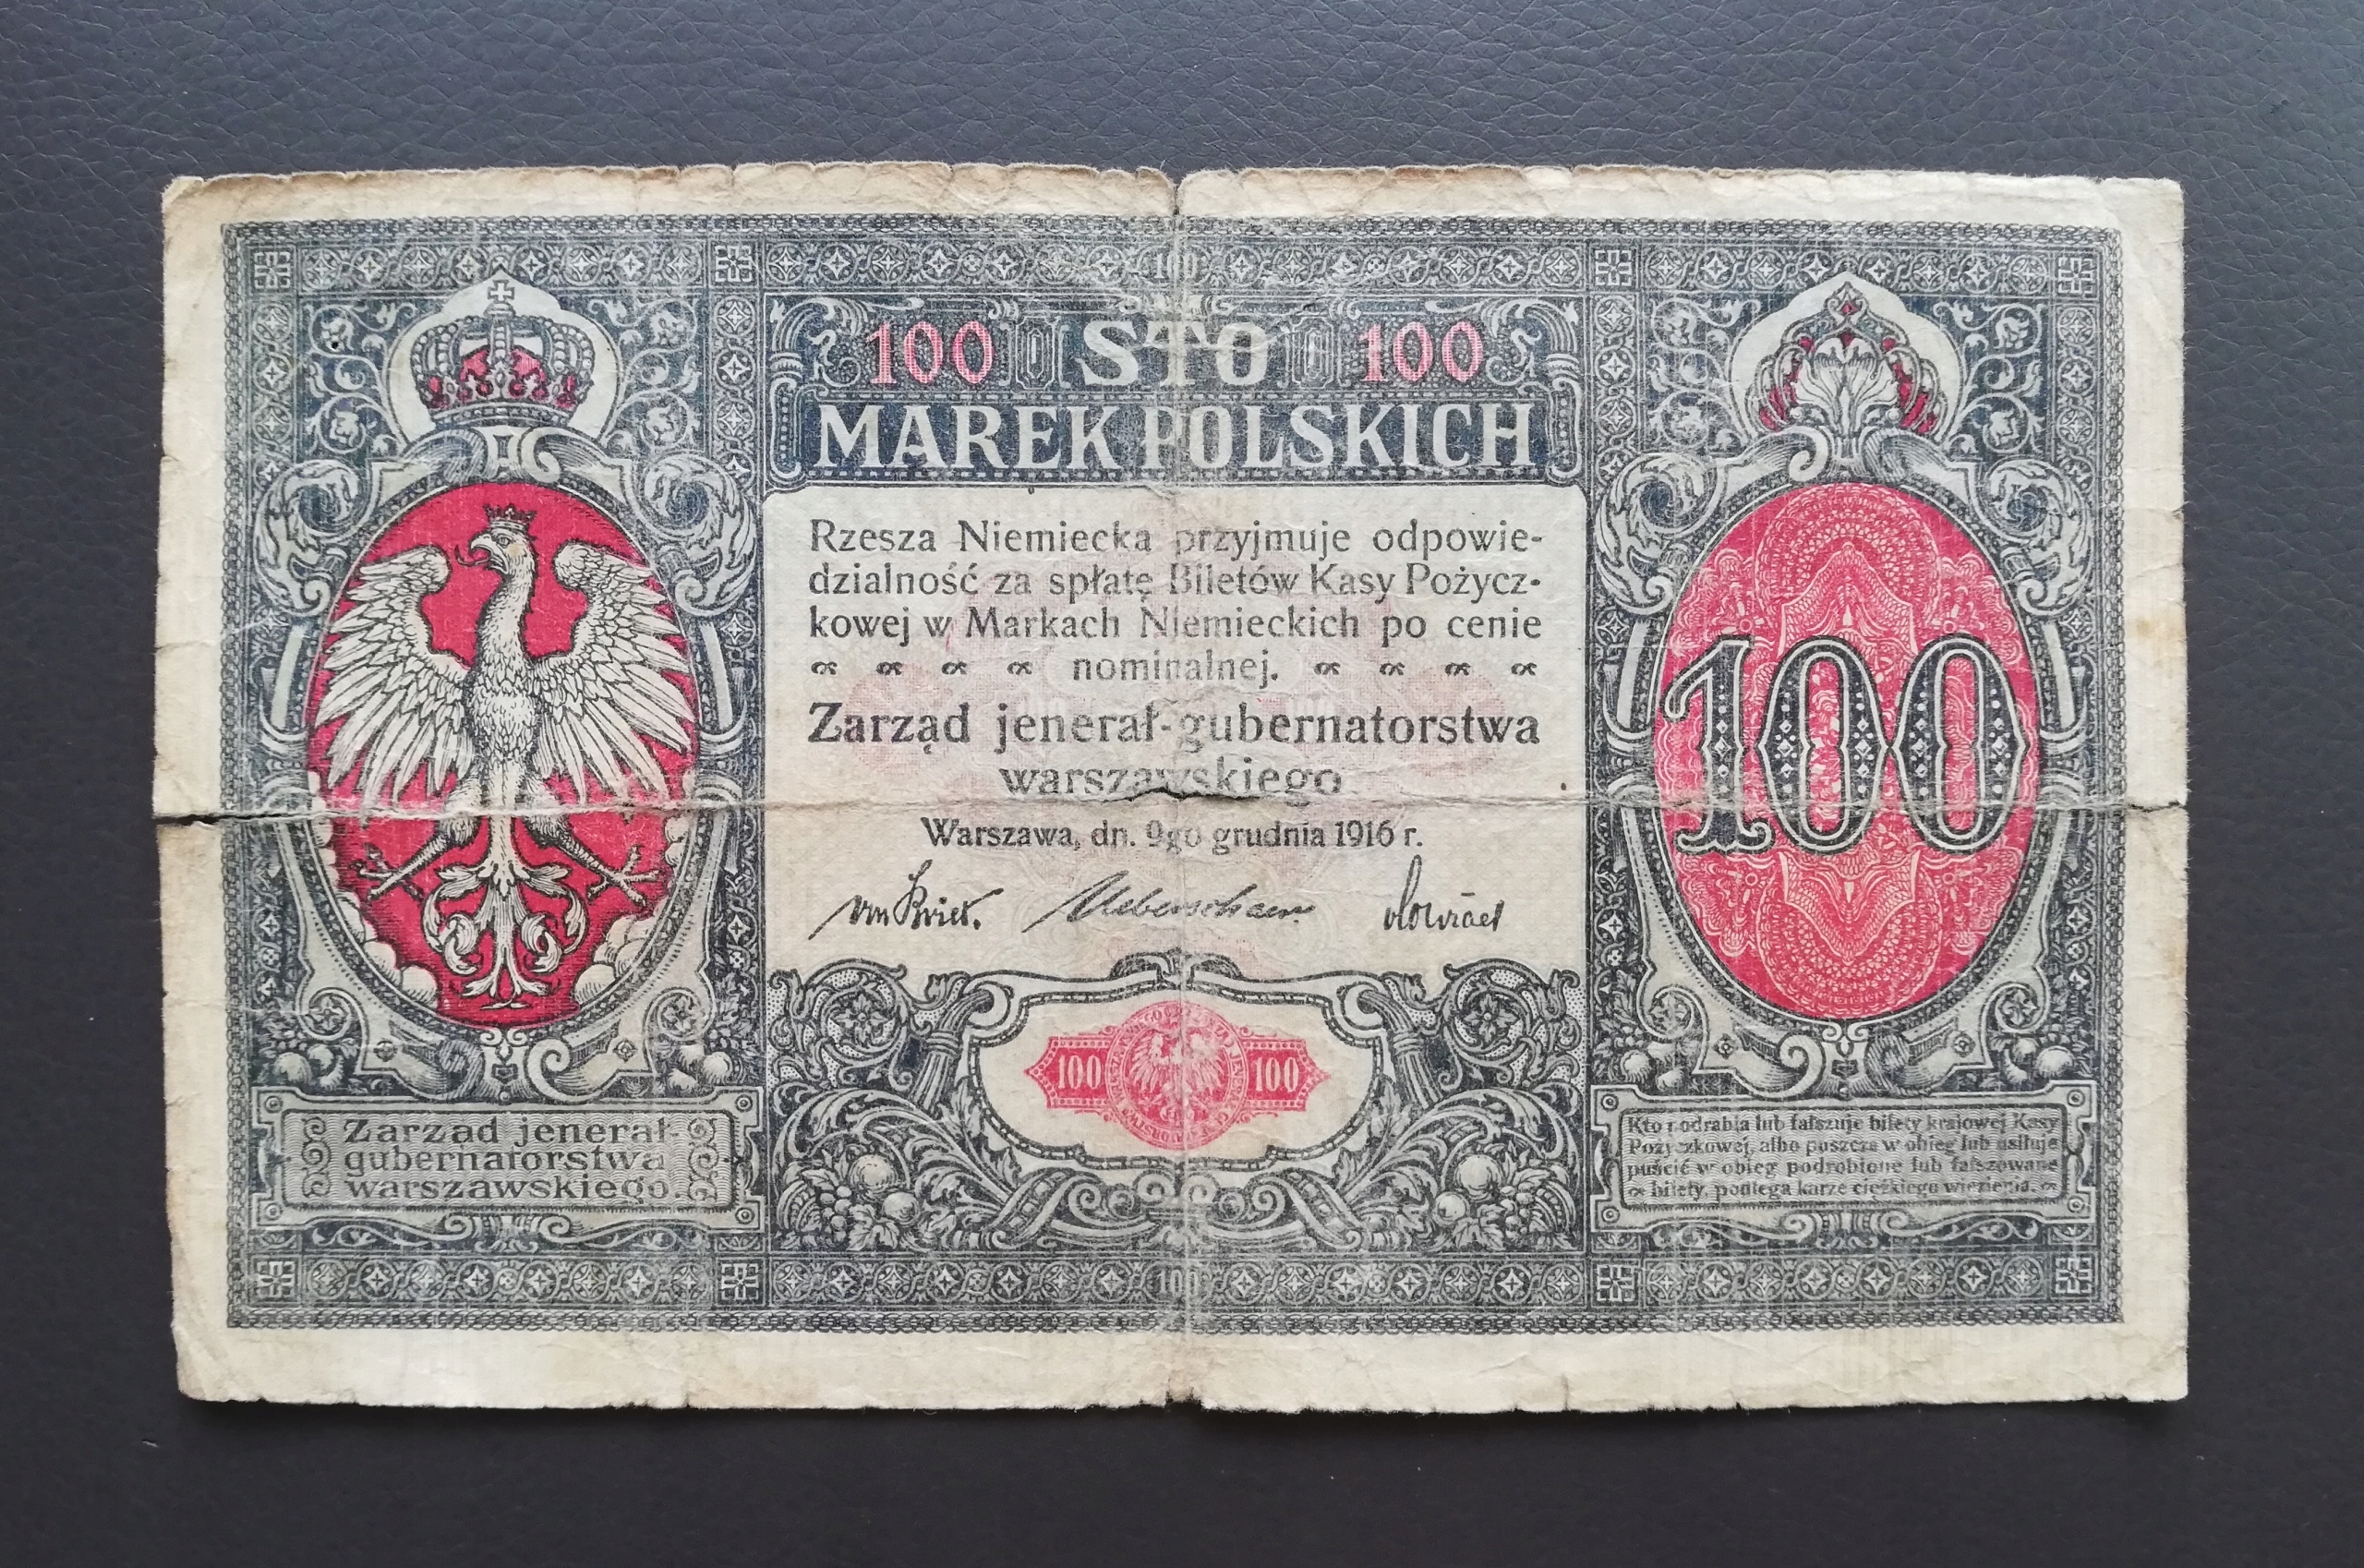 100
100 STO 100
MAREK POLSKICH
Rzesza Niemiecka przyjmuje odpowie-
dzialność za spłatę Biletów Kasy Pożycz-
kowej w Markach Niemieckich po cenie
nominalnej.
Zarząd jenerał-gubernatorstwa
warszawskiego
Warszawa, dn. 9go grudnia 1916 r.
100
100 100
Zarząd jenerał-
gubernatorstwa
warszawskiego.
Kto podrabia lub fałszuje bilety krajowej Kasy
Pożyczkowej, albo puszcza w obieg lub usiłuje
puścić w obieg podrobione lub fałszowane
bilety, podlega karze ciężkiego więzienia.
100